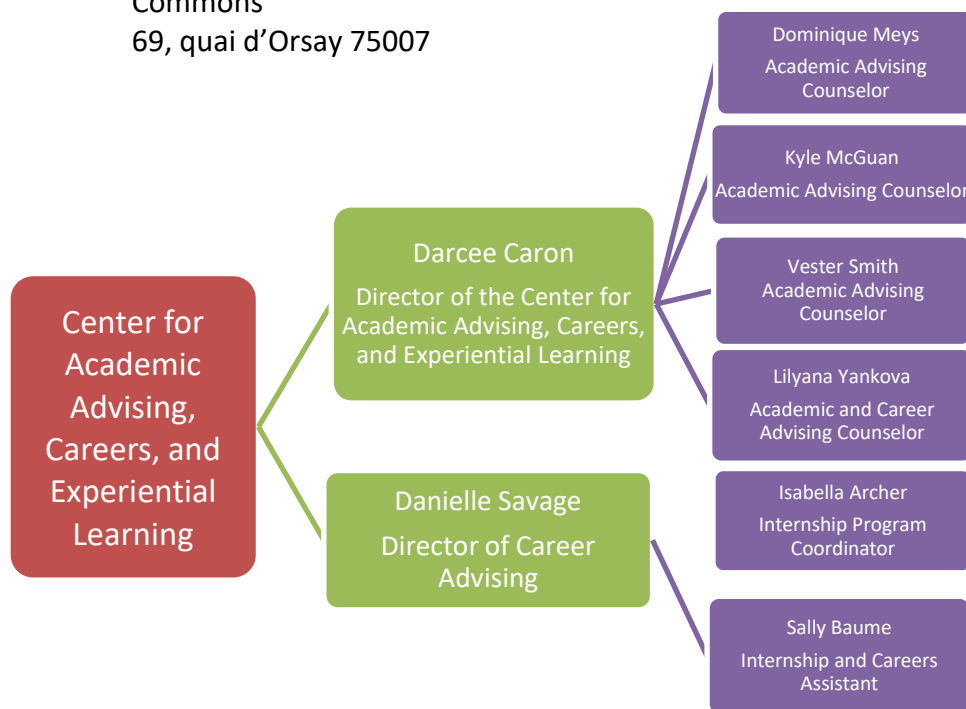 Commons
69, quai d’Orsay 75007
Center for
Academic
Advising,
Careers, and
Experiential
Learning
Darcee Caron
Director of the Center for
Academic Advising, Careers,
and Experiential Learning
Danielle Savage
Director of Career
Advising
Dominique Meys
Academic Advising
Counselor
Kyle McGuan
Academic Advising Counselor
Vester Smith
Academic Advising
Counselor
Lilyana Yankova
Academic and Career
Advising Counselor
Isabella Archer
Internship Program
Coordinator
Sally Baume
Internship and Careers
Assistant